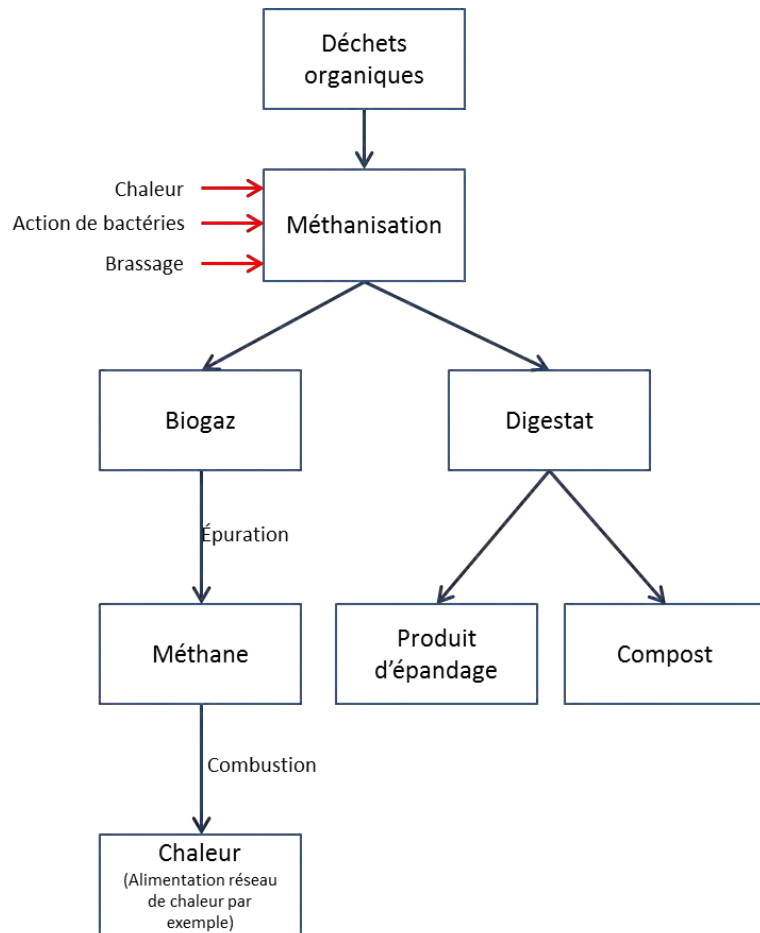 Déchets
organiques
Chaleur
Action de bactéries
Brassage
Méthanisation
Biogaz
Digestat
Épuration
Méthane
Produit
d’épandage
Compost
Combustion
Chaleur
(Alimentation réseau
de chaleur par
exemple)